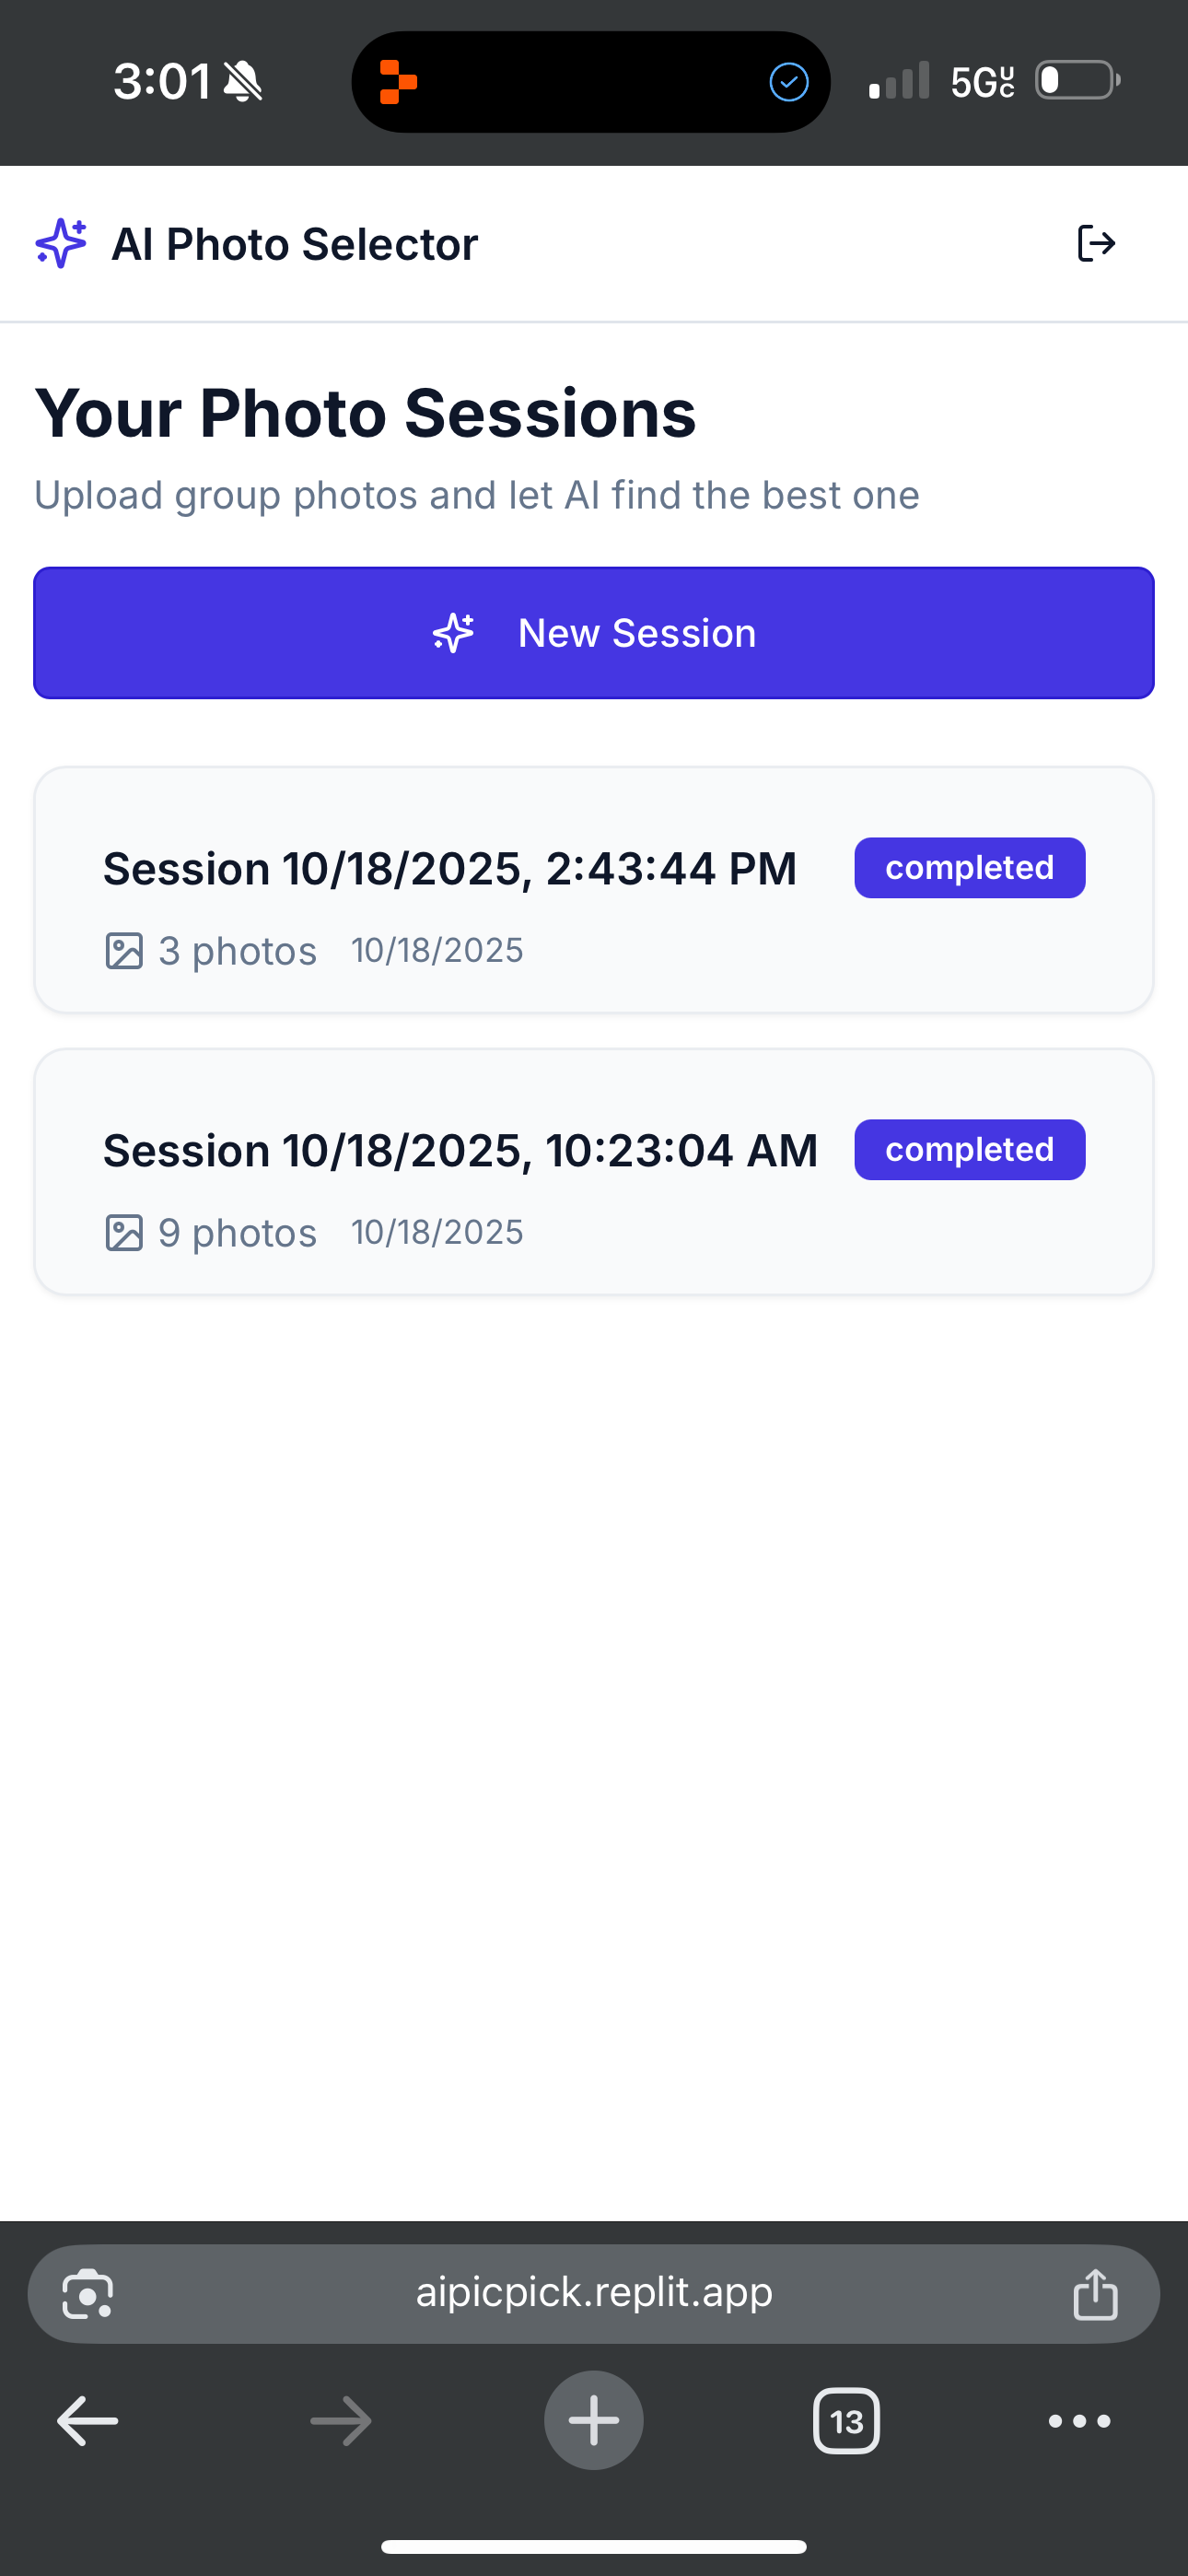 3:01
5G UC
AI Photo Selector
Your Photo Sessions
Upload group photos and let AI find the best one
New Session
Session 10/18/2025, 2:43:44 PM
completed
3 photos 10/18/2025
Session 10/18/2025, 10:23:04 AM
completed
9 photos 10/18/2025
aipicpick.replit.app
13